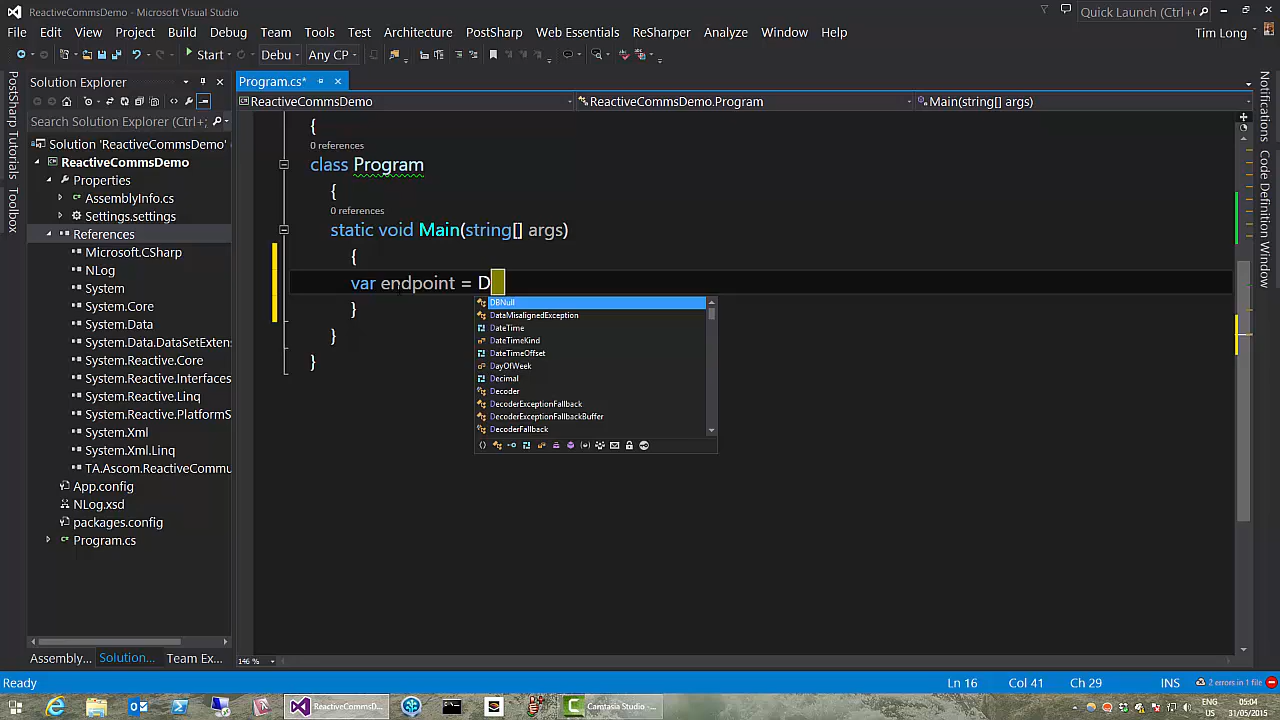 ReactiveCommsDemo - Microsoft Visual Studio
Quick Launch (Ctrl+
File Edit View Project Build Debug Team Tools Test Architecture PostSharp Web Essentials ReSharper Analyze Window Help
Tim Long
Start Debu Any CP
PostSharp Tutorials
Toolbox
Solution Explorer
Search Solution Explorer (Ctrl+;
Solution 'ReactiveCommsDemo'
ReactiveCommsDemo
Properties
AssemblyInfo.cs
Settings.settings
References
Microsoft.CSharp
NLog
System
System.Core
System.Data
System.Data.DataSetExten
System.Reactive.Core
System.Reactive.Interfaces
System.Reactive.Linq
System.Reactive.PlatformS
System.Xml
System.Xml.Linq
TA.Ascom.ReactiveCommu
App.config
NLog.xsd
packages.config
Program.cs
Assembly... Solution... Team Ex...
Program.cs*
ReactiveCommsDemo ReactiveCommsDemo.Program Main(string[] args)
{
0 references
class Program
{
0 references
static void Main(string[] args)
{
var endpoint = D
}
}
}
DBNull
DataMisalignedException
DateTime
DateTimeKind
DateTimeOffset
DayOfWeek
Decimal
Decoder
DecoderExceptionFallback
DecoderExceptionFallbackBuffer
DecoderFallback
146 %
Notifications
Code Definition Window
Ready Ln 16 Col 41 Ch 29 INS 2 errors in 1 file
ReactiveCommsD... Camtasia Studio - ...
ENG
US
05:04
31/05/2015